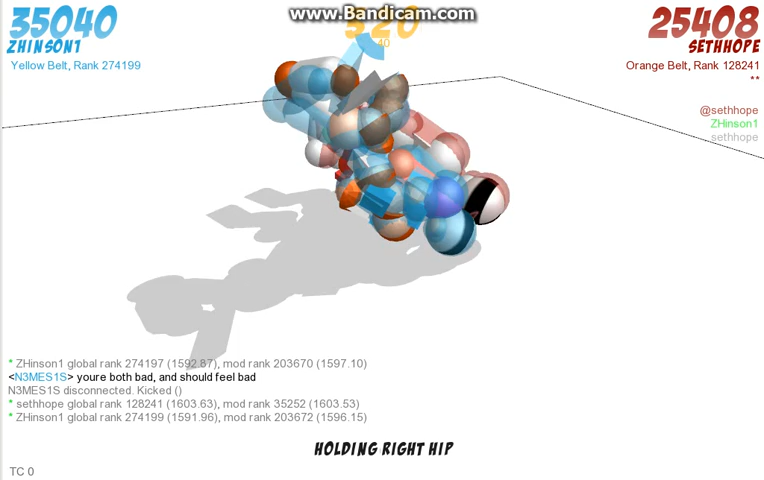 www.Bandicam.com
35040
ZHINSON1
Yellow Belt, Rank 274199
320
40
25408
SETHHOPE
Orange Belt, Rank 128241
**
@sethhope
ZHinson1
sethhope
* ZHinson1 global rank 274197 (1592.87), mod rank 203670 (1597.10)
<N3MES1S> youre both bad, and should feel bad
N3MES1S disconnected. Kicked ()
* sethhope global rank 128241 (1603.63), mod rank 35252 (1603.53)
* ZHinson1 global rank 274199 (1591.96), mod rank 203672 (1596.15)
HOLDING RIGHT HIP
TC 0